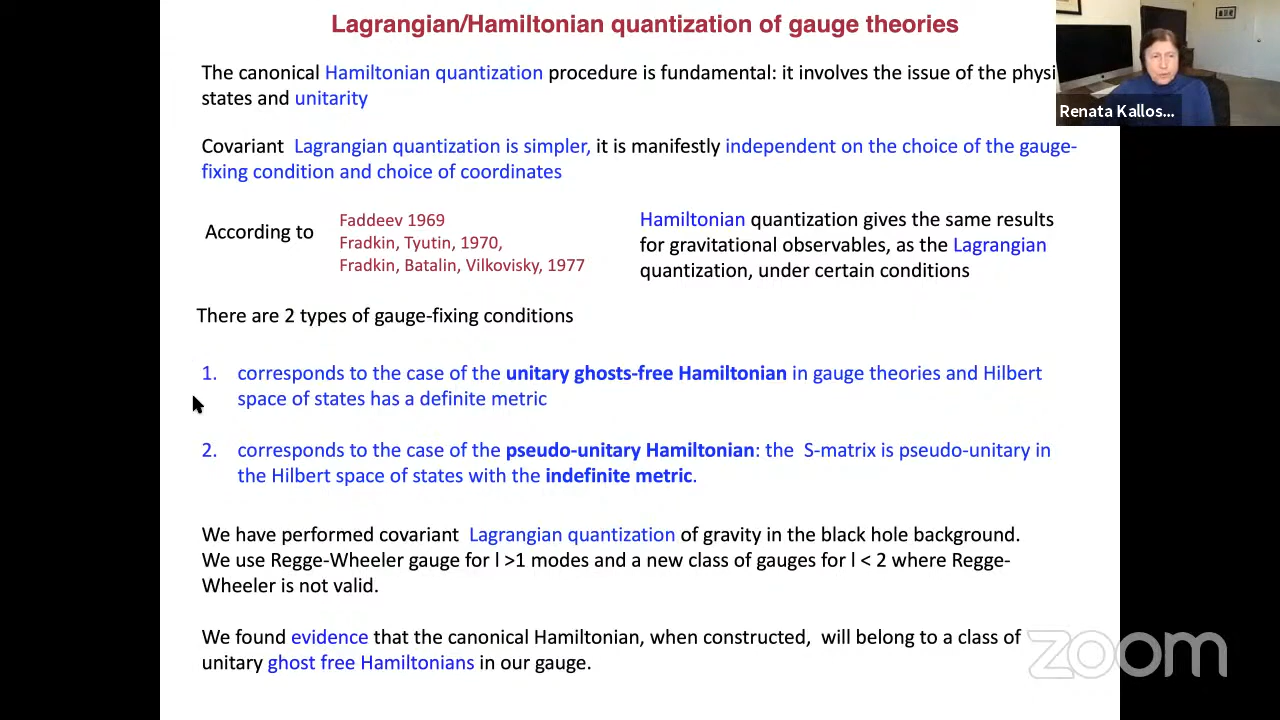 Lagrangian/Hamiltonian quantization of gauge theories
The canonical Hamiltonian quantization procedure is fundamental: it involves the issue of the physi
states and unitarity
Renata Kallos...
Covariant Lagrangian quantization is simpler, it is manifestly independent on the choice of the gauge-
fixing condition and choice of coordinates
According to
Faddeev 1969
Fradkin, Tyutin, 1970,
Fradkin, Batalin, Vilkovisky, 1977
Hamiltonian quantization gives the same results
for gravitational observables, as the Lagrangian
quantization, under certain conditions
There are 2 types of gauge-fixing conditions
1. corresponds to the case of the unitary ghosts-free Hamiltonian in gauge theories and Hilbert
space of states has a definite metric
2. corresponds to the case of the pseudo-unitary Hamiltonian: the S-matrix is pseudo-unitary in
the Hilbert space of states with the indefinite metric.
We have performed covariant Lagrangian quantization of gravity in the black hole background.
We use Regge-Wheeler gauge for l >1 modes and a new class of gauges for l < 2 where Regge-
Wheeler is not valid.
We found evidence that the canonical Hamiltonian, when constructed, will belong to a class of
unitary ghost free Hamiltonians in our gauge.
zoom